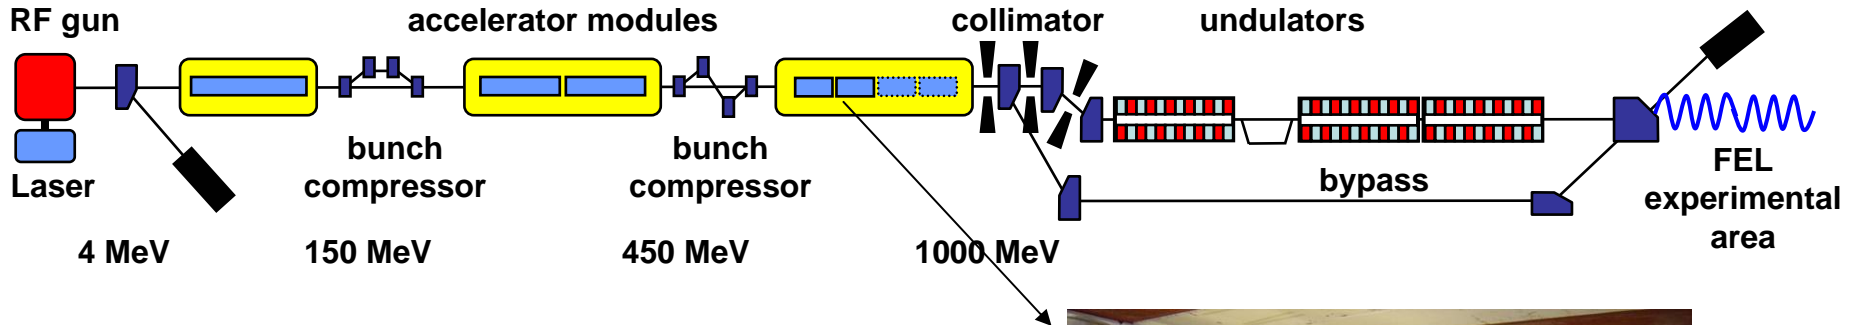 RF gun
accelerator modules
collimator
undulators
Laser
bunch
compressor
bunch
compressor
bypass
FEL
experimental
area
4 MeV
150 MeV
450 MeV
1000 MeV